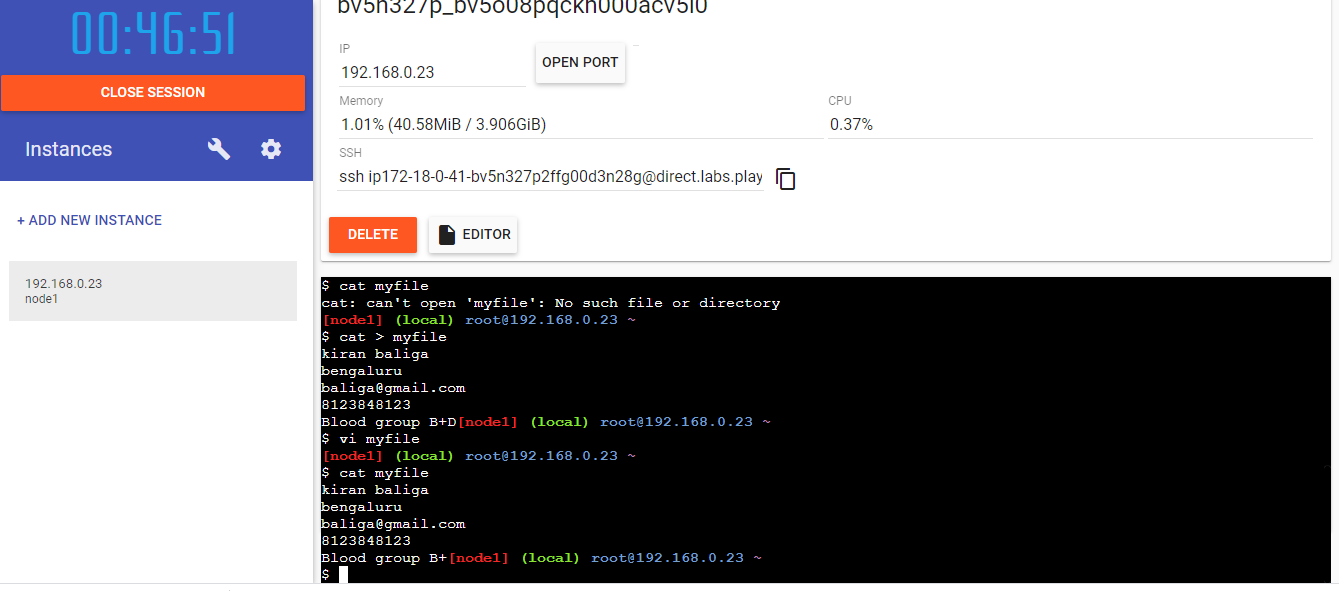 00:46:51
CLOSE SESSION
Instances
+ ADD NEW INSTANCE
192.168.0.23
node1
bv5n327p_bv5o08pqckh000acv5l0
IP
192.168.0.23
OPEN PORT
Memory
1.01% (40.58MiB / 3.906GiB)
CPU
0.37%
SSH
ssh ip172-18-0-41-bv5n327p2ffg00d3n28g@direct.labs.play
DELETE
EDITOR
$ cat myfile
cat: can't open 'myfile': No such file or directory
[node1] (local) root@192.168.0.23 ~
$ cat > myfile
kiran baliga
bengaluru
baliga@gmail.com
8123848123
Blood group B+D[node1] (local) root@192.168.0.23 ~
$ vi myfile
[node1] (local) root@192.168.0.23 ~
$ cat myfile
kiran baliga
bengaluru
baliga@gmail.com
8123848123
Blood group B+[node1] (local) root@192.168.0.23 ~
$